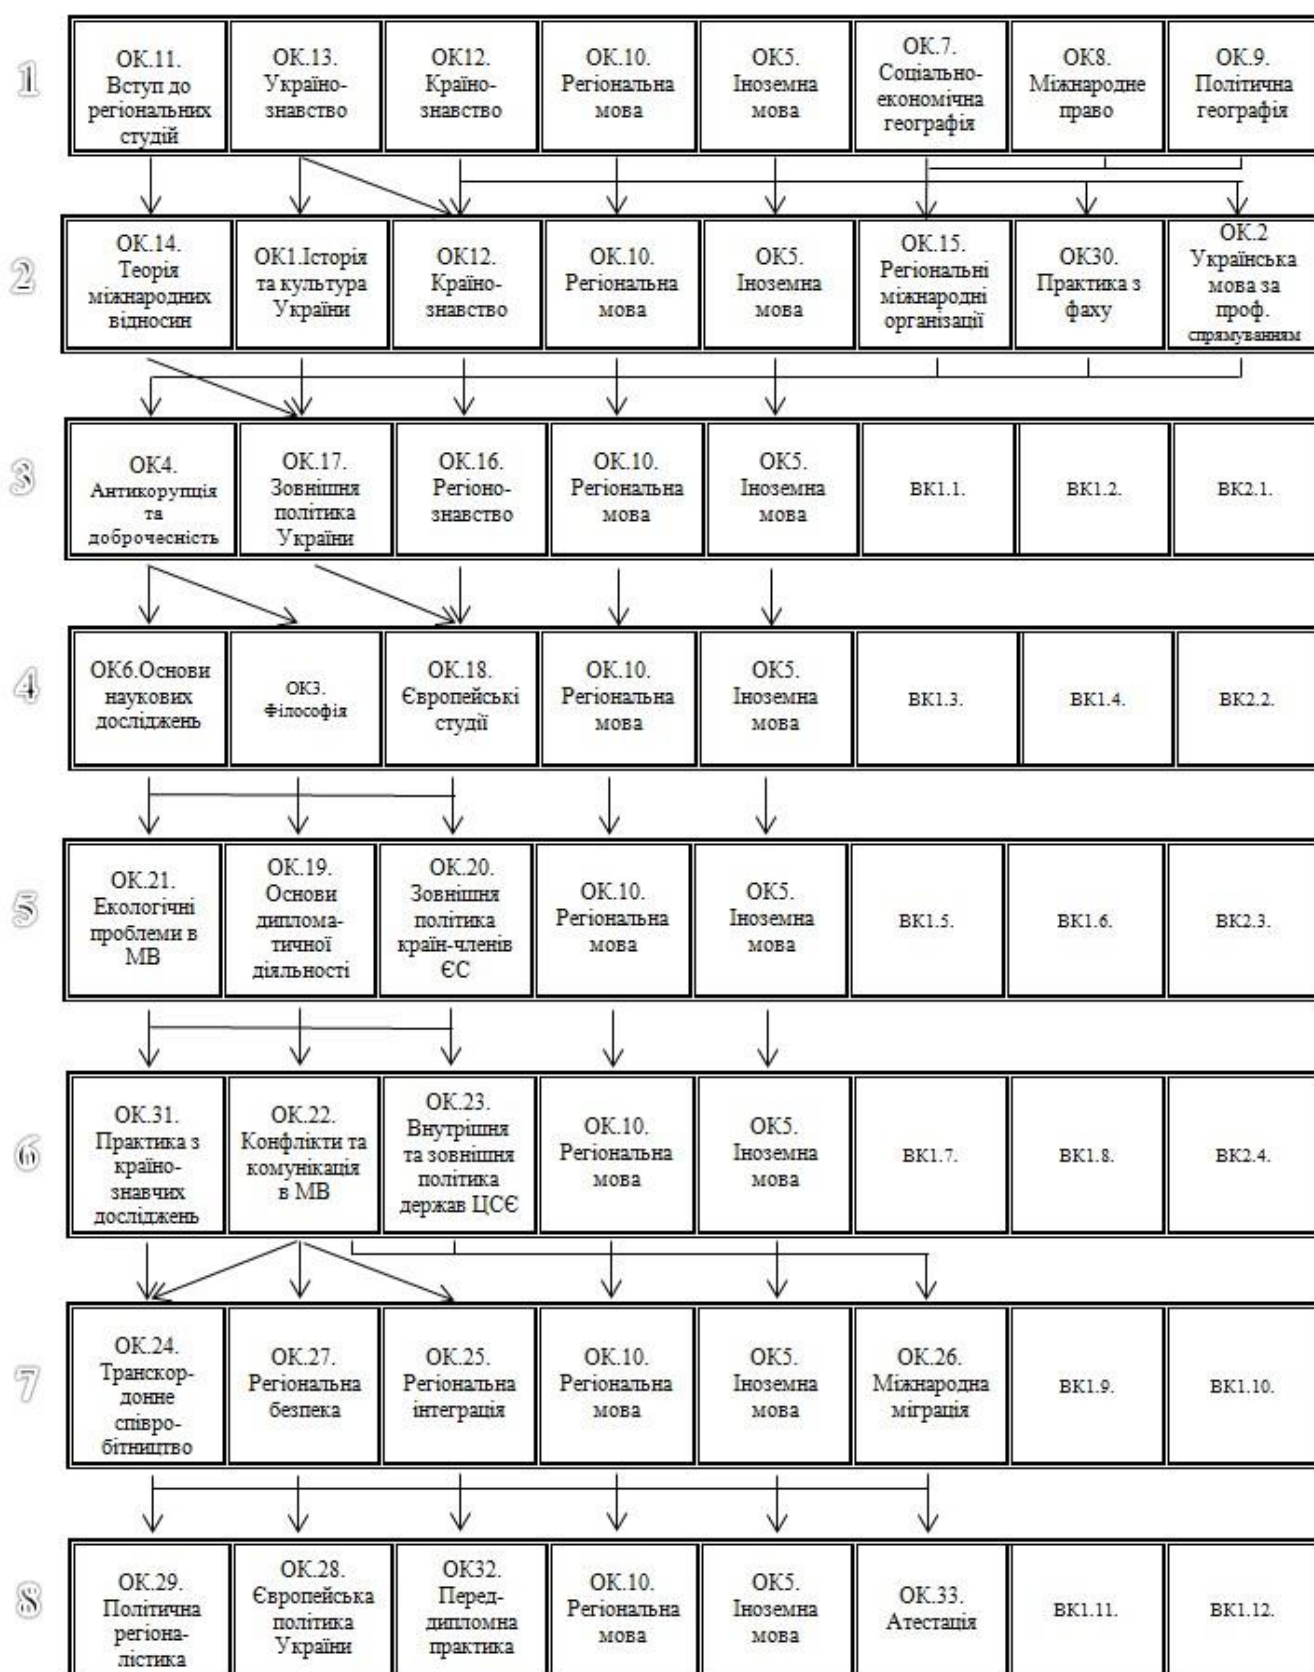 1
ОК.11.
Вступ до
регіональних
студій
ОК.13.
Україно-
знавство
ОК12.
Країно-
знавство
ОК.10.
Регіональна
мова
ОК5.
Іноземна
мова
ОК.7.
Соціально-
економічна
географія
ОК8.
Міжнародне
право
ОК.9.
Політична
географія
2
ОК.14.
Теорія
міжнародних
відносин
ОК1.Історія
та культура
України
ОК12.
Країно-
знавство
ОК.10.
Регіональна
мова
ОК5.
Іноземна
мова
ОК.15.
Регіональні
міжнародні
організації
ОК30.
Практика з
фаху
ОК.2
Українська
мова за
проф.
спрямуванням
3
ОК4.
Антикорупція
та
доброчесність
ОК.17.
Зовнішня
політика
України
ОК.16.
Регіоно-
знавство
ОК.10.
Регіональна
мова
ОК5.
Іноземна
мова
ВК1.1.
ВК1.2.
ВК2.1.
4
ОК6.Основи
наукових
досліджень
ОК3.
Філософія
ОК.18.
Європейські
студії
ОК.10.
Регіональна
мова
ОК5.
Іноземна
мова
ВК1.3.
ВК1.4.
ВК2.2.
5
ОК.21.
Екологічні
проблеми в
МВ
ОК.19.
Основи
диплома-
тичної
діяльності
ОК.20.
Зовнішня
політика
країн-членів
ЄС
ОК.10.
Регіональна
мова
ОК5.
Іноземна
мова
ВК1.5.
ВК1.6.
ВК2.3.
6
ОК.31.
Практика з
країно-
знавчих
досліджень
ОК.22.
Конфлікти та
комунікація
в МВ
ОК.23.
Внутрішня
та зовнішня
політика
держав ЦСЄ
ОК.10.
Регіональна
мова
ОК5.
Іноземна
мова
ВК1.7.
ВК1.8.
ВК2.4.
7
ОК.24.
Транскор-
донне
співро-
бітництво
ОК.27.
Регіональна
безпека
ОК.25.
Регіональна
інтеграція
ОК.10.
Регіональна
мова
ОК5.
Іноземна
мова
ОК.26.
Міжнародна
міграція
ВК1.9.
ВК1.10.
8
ОК.29.
Політична
регіона-
лістика
ОК.28.
Європейська
політика
України
ОК32.
Перед-
дипломна
практика
ОК.10.
Регіональна
мова
ОК5.
Іноземна
мова
ОК.33.
Атестація
ВК1.11.
ВК1.12.